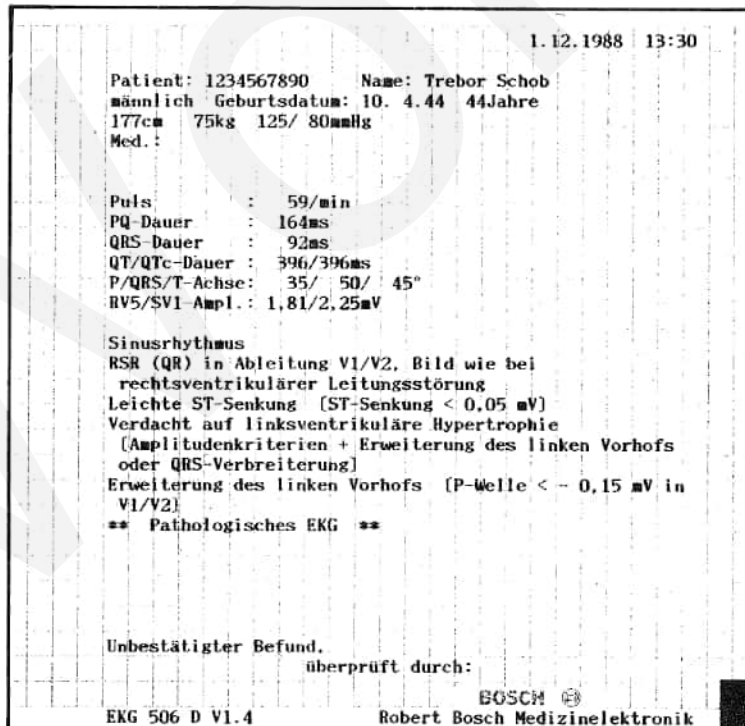 1.12.1988 13:30
Patient: 1234567890 Name: Trebor Schob
männlich Geburtsdatum: 10. 4.44 44Jahre
177cm 75kg 125/ 80mmHg
Med.:
Puls : 59/min
PQ-Dauer : 164ms
QRS-Dauer : 92ms
QT/QTc-Dauer : 396/396ms
P/QRS/T-Achse: 35/ 50/ 45°
RV5/SV1-Ampl.: 1,81/2,25mV
Sinusrhythmus
RSR (QR) in Ableitung V1/V2, Bild wie bei
rechtsventrikulärer Leitungsstörung
Leichte ST-Senkung [ST-Senkung < 0,05 mV]
Verdacht auf linksventrikuläre Hypertrophie
[Amplitudenkriterien + Erweiterung des linken Vorhofs
oder QRS-Verbreiterung]
Erweiterung des linken Vorhofs [P-Welle < - 0,15 mV in
V1/V2]
** Pathologisches EKG **
Unbestätigter Befund.
überprüft durch:
BOSCH
EKG 506 D V1.4 Robert Bosch Medizinelektronik